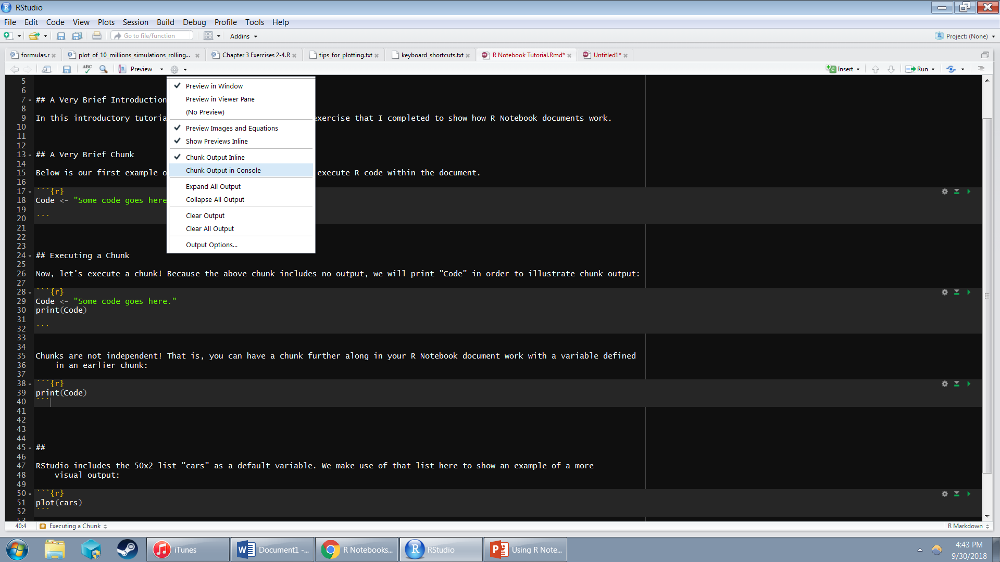 RStudio
File Edit Code View Plots Session Build Debug Profile Tools Help
Go to file/function Addins Project: (None)
formulas.r plot_of_10_millions_simulations_rolling... Chapter 3 Exercises 2-4.R tips_for_plotting.txt keyboard_shortcuts.txt R Notebook Tutorial.Rmd* Untitled1*
ABC Preview Insert Run
Preview in Window
Preview in Viewer Pane
(No Preview)
Preview Images and Equations
Show Previews Inline
Chunk Output Inline
Chunk Output in Console
Expand All Output
Collapse All Output
Clear Output
Clear All Output
Output Options...
5
6
7 ## A Very Brief Introduction
8
9 In this introductory tutoria exercise that I completed to show how R Notebook documents work.
10
11
12
13 ## A Very Brief Chunk
14
15 Below is our first example o execute R code within the document.
16
17 ```{r}
18 Code <- "Some code goes here.
19
20 ```
21
22
23
24 ## Executing a Chunk
25
26 Now, let's execute a chunk! Because the above chunk includes no output, we will print "Code" in order to illustrate chunk output:
27
28 ```{r}
29 Code <- "Some code goes here."
30 print(Code)
31
32 ```
33
34
35 Chunks are not independent! That is, you can have a chunk further along in your R Notebook document work with a variable defined
36 in an earlier chunk:
37
38 ```{r}
39 print(Code)
40 ```
41
42
43
44
45 ##
46
47 RStudio includes the 50x2 list "cars" as a default variable. We make use of that list here to show an example of a more
48 visual output:
49
50 ```{r}
51 plot(cars)
52 ```
53
40:4 Executing a Chunk R Markdown
iTunes Document1 -... R Notebooks... RStudio Using R Note... 4:43 PM
9/30/2018